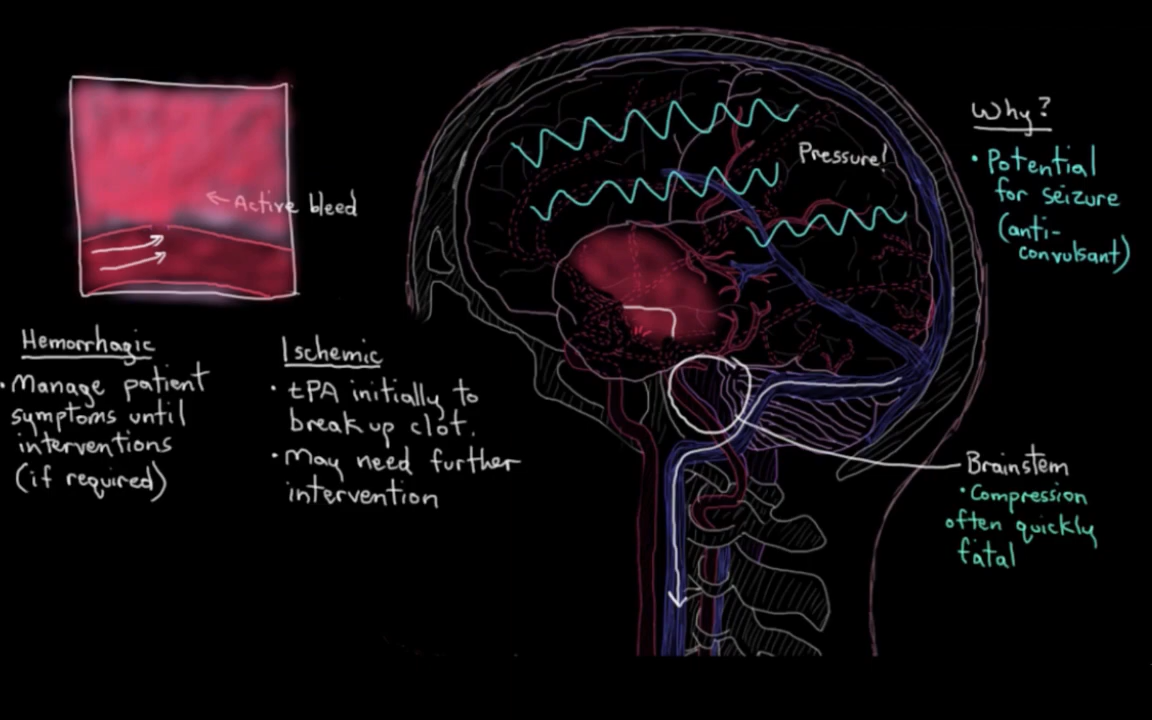 ← Active bleed
Hemorrhagic
• Manage patient
symptoms until
interventions
(if required)
Ischemic
• tPA initially to
break up clot.
• May need further
intervention
Pressure!
Why?
• Potential
for seizure
(anti-
convulsant)
Brainstem
• Compression
often quickly
fatal